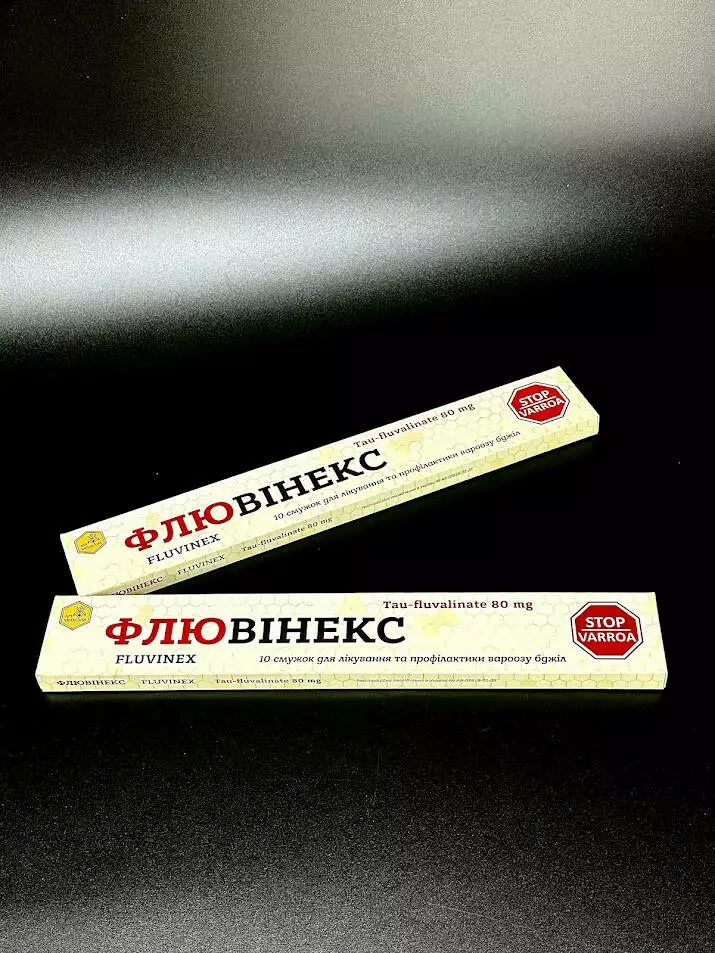 Tau-fluvalinate 80 mg
STOP
VARROA
ФЛЮВІНЕКС
FLUVINEX
10 смужок для лікування та профілактики вароозу бджіл
ФЛЮВІНЕКС FLUVINEX Tau-fluvalinate 80 mg
Tau-fluvalinate 80 mg
STOP
VARROA
ФЛЮВІНЕКС
FLUVINEX
10 смужок для лікування та профілактики вароозу бджіл
ФЛЮВІНЕКС FLUVINEX Tau-fluvalinate 80 mg